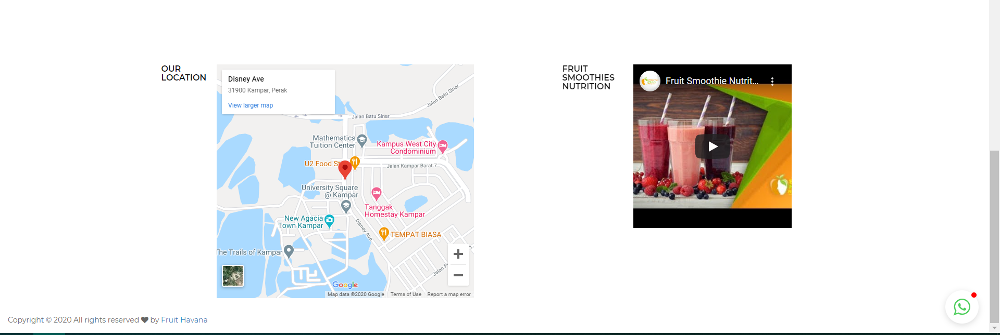 OUR
LOCATION
Disney Ave
31900 Kampar, Perak
View larger map
Jalan Batu Sinar
Jalan Batu Sinar
Mathematics
Tuition Center
Kampus West City
Condominium
U2 Food S
Jalan Kampar Barat 7
University Square
@ Kampar
Tanggak
Homestay Kampar
New Agacia
Town Kampar
Disney Ave
TEMPAT BIASA
The Trails of Kampar
Jalan P
Google
Map data ©2020 Google
Terms of Use
Report a map error
FRUIT
SMOOTHIES
NUTRITION
Fruit Smoothie Nutrit...
Copyright © 2020 All rights reserved ❤ by Fruit Havana